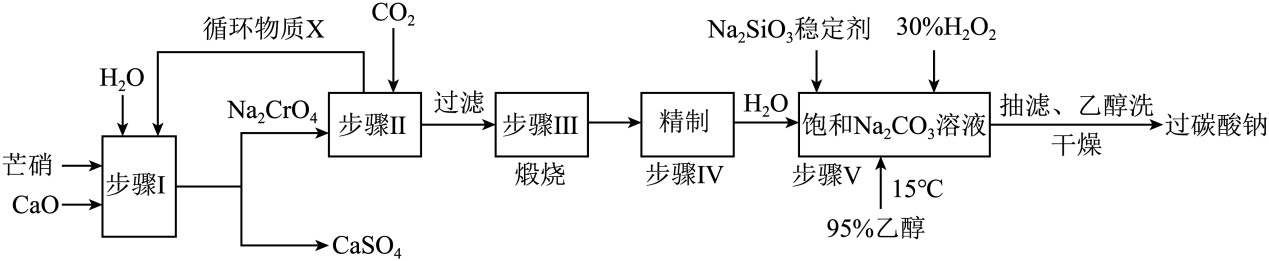 芒硝
CaO
H₂O
步骤I
循环物质X
Na₂CrO₄
CaSO₄
CO₂
步骤II
过滤
步骤III
煅烧
精制
步骤IV
H₂O
Na₂SiO₃稳定剂
30%H₂O₂
饱和Na₂CO₃溶液
步骤V
15℃
95%乙醇
抽滤、乙醇洗
干燥
过碳酸钠